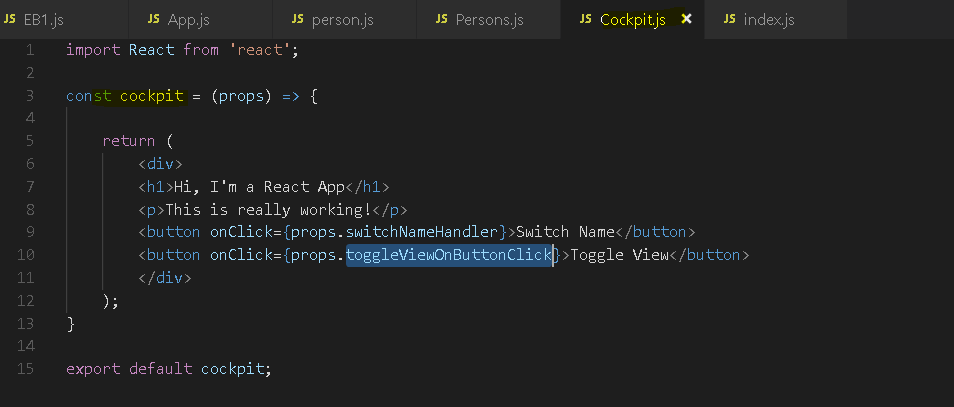 JS EB1.js JS App.js JS person.js JS Persons.js JS Cockpit.js × JS index.js
1 import React from 'react';
2
3 const cockpit = (props) => {
4
5 return (
6 <div>
7 <h1>Hi, I'm a React App</h1>
8 <p>This is really working!</p>
9 <button onClick={props.switchNameHandler}>Switch Name</button>
10 <button onClick={props.toggleViewOnButtonClick}>Toggle View</button>
11 </div>
12 );
13 }
14
15 export default cockpit;